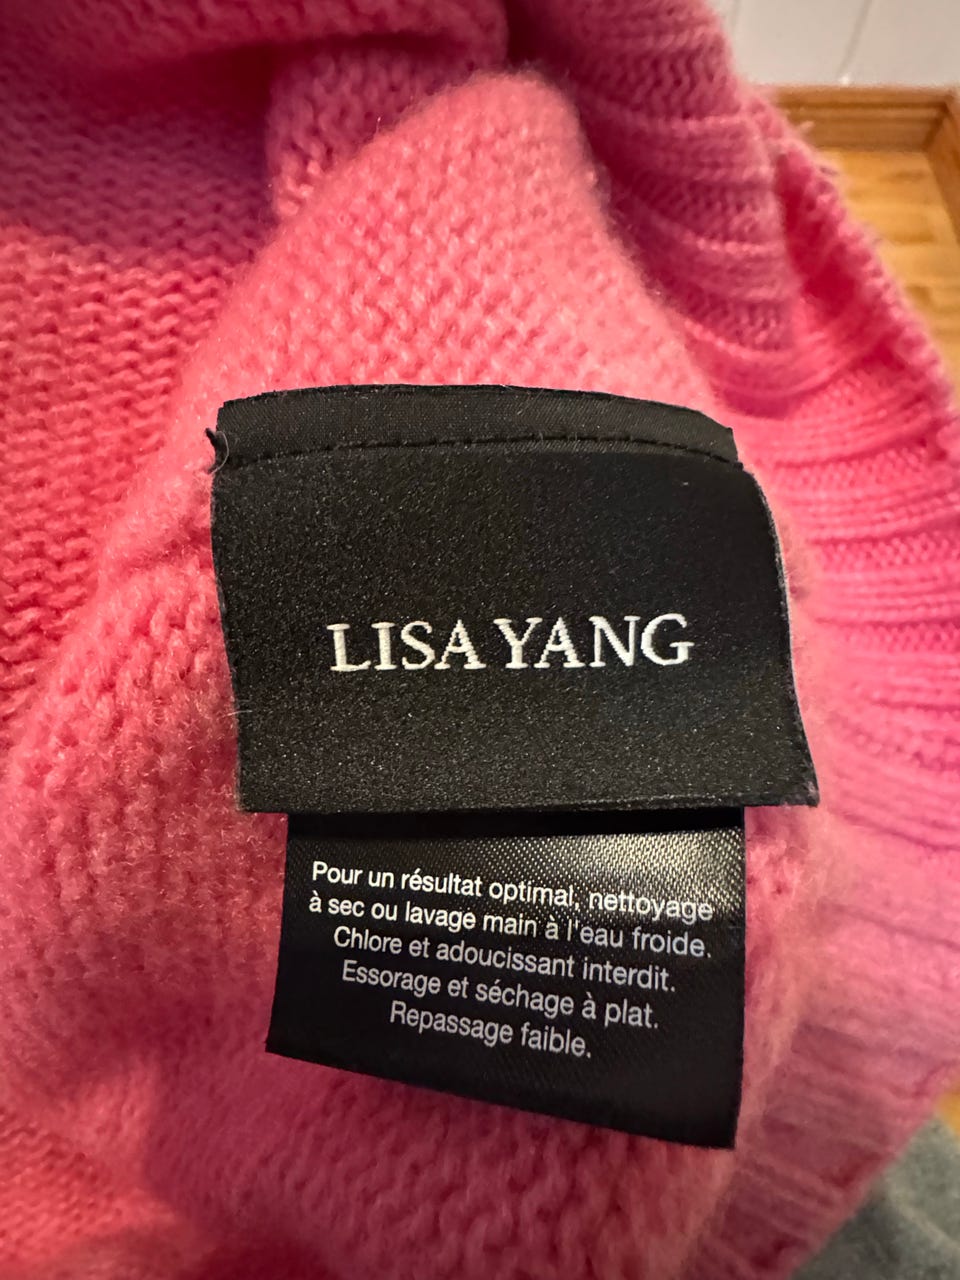 LISA YANG
Pour un résultat optimal, nettoyage
à sec ou lavage main à l'eau froide.
Chlore et adoucissant interdit.
Essorage et séchage à plat.
Repassage faible.